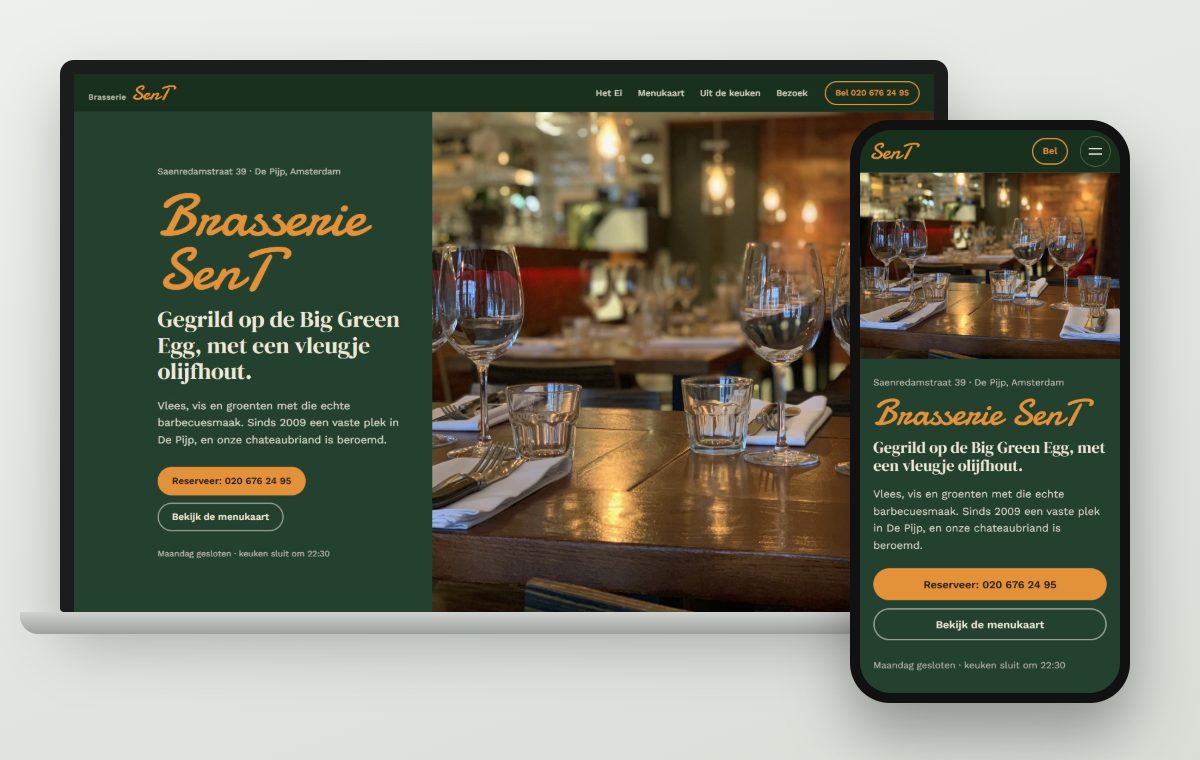 Brasserie SenT
Het Ei Menukaart Uit de keuken Bezoek Bel 020 676 24 95
Saenredamstraat 39 · De Pijp, Amsterdam
Brasserie
SenT
Gegrild op de Big Green
Egg, met een vleugje
olijfhout.
Vlees, vis en groenten met die echte
barbecuesmaak. Sinds 2009 een vaste plek in
De Pijp, en onze chateaubriand is beroemd.
Reserveer: 020 676 24 95
Bekijk de menukaart
Maandag gesloten · keuken sluit om 22:30
SenT Bel
Saenredamstraat 39 · De Pijp, Amsterdam
Brasserie SenT
Gegrild op de Big Green Egg, met
een vleugje olijfhout.
Vlees, vis en groenten met die echte
barbecuesmaak. Sinds 2009 een vaste plek
in De Pijp, en onze chateaubriand is
beroemd.
Reserveer: 020 676 24 95
Bekijk de menukaart
Maandag gesloten · keuken sluit om 22:30